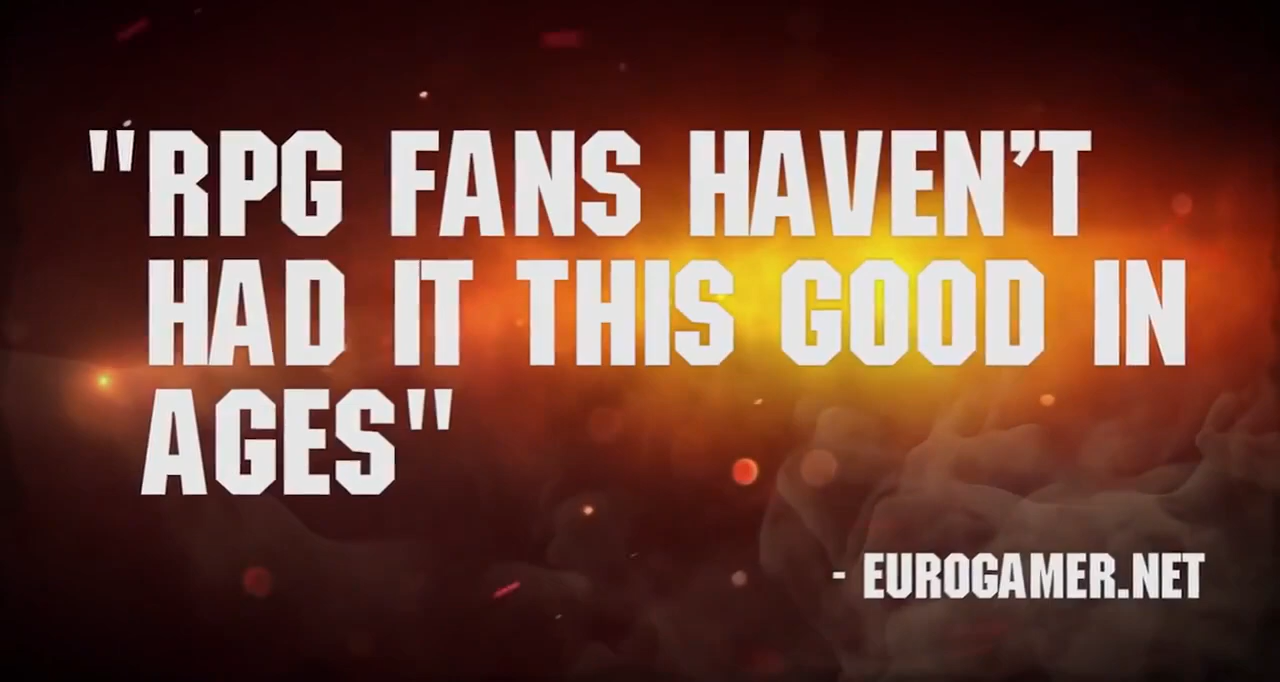 "RPG FANS HAVEN’T
HAD IT THIS GOOD IN
AGES"
- EUROGAMER.NET